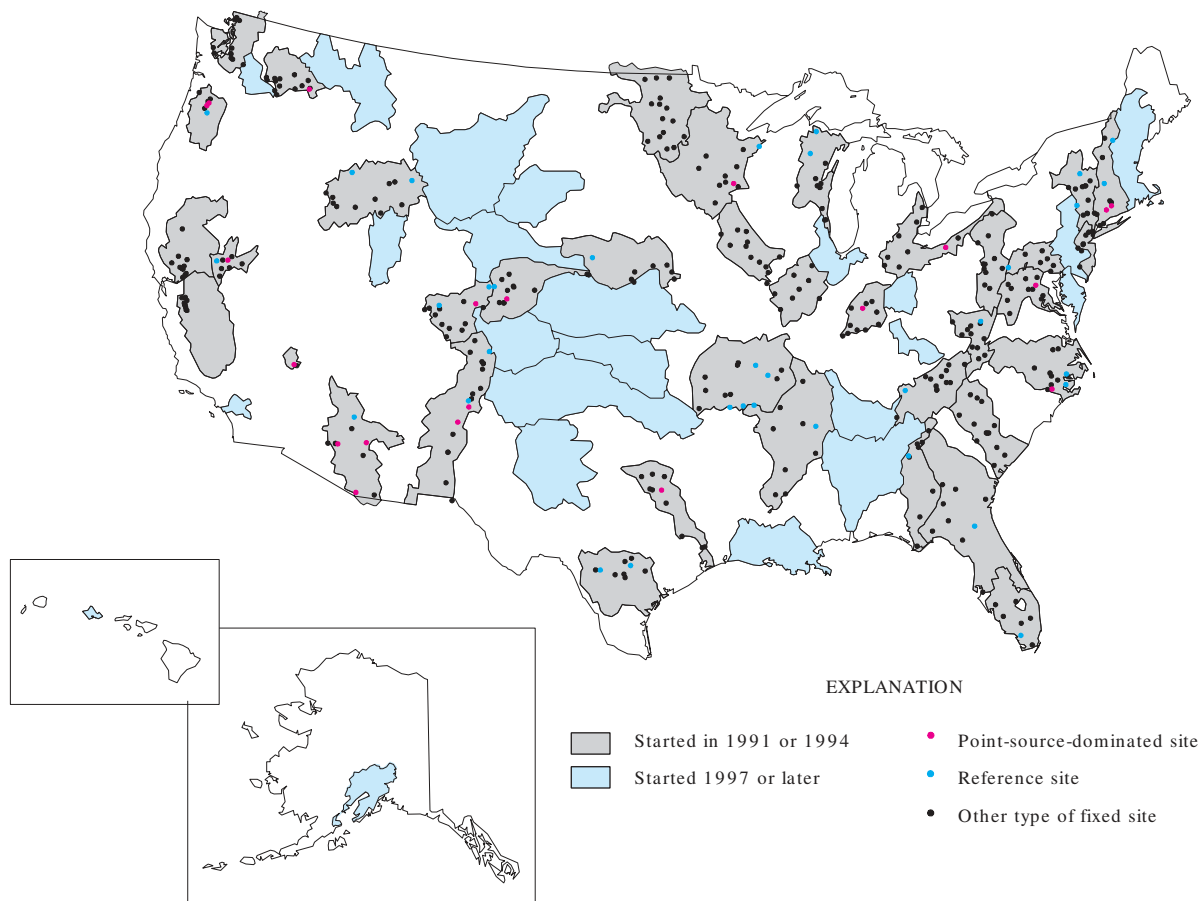 EXPLANATION
Started in 1991 or 1994
Started 1997 or later
Point-source-dominated site
Reference site
Other type of fixed site